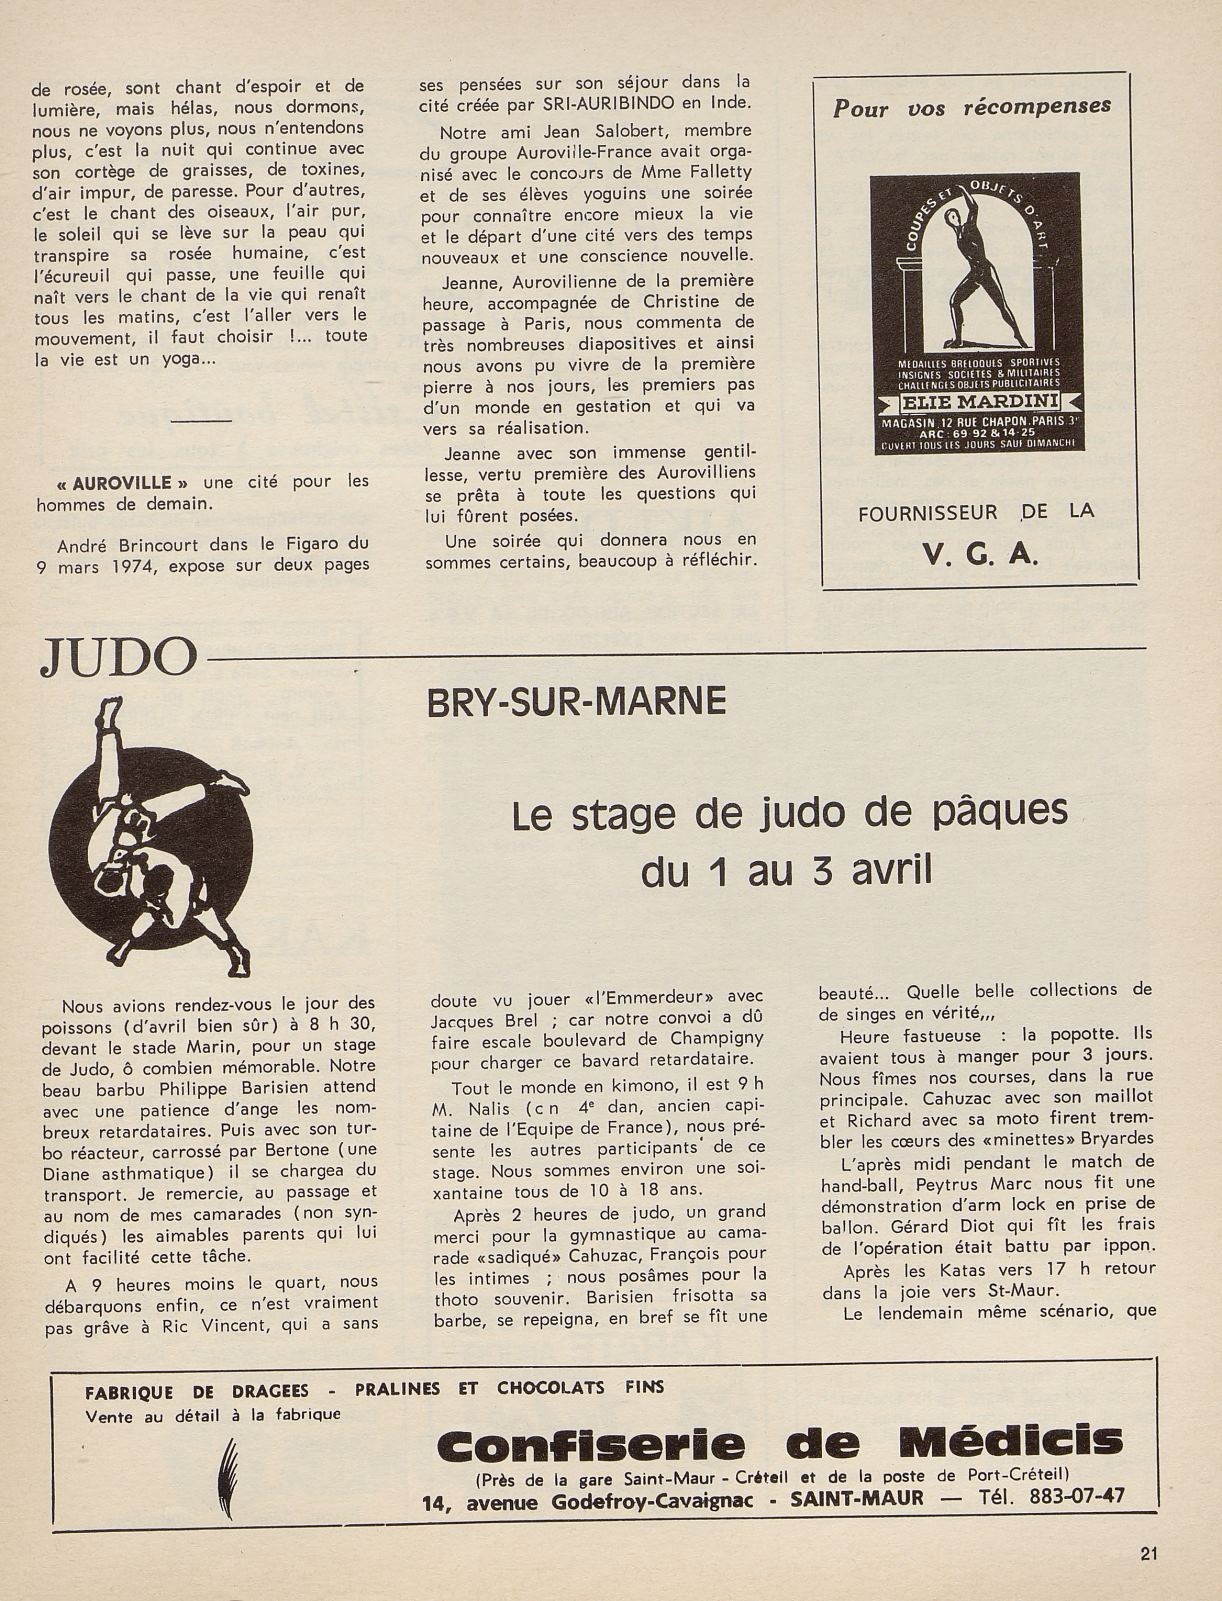 de rosée, sont chant d'espoir et de
lumière, mais hélas, nous dormons,
nous ne voyons plus, nous n'entendons
plus, c'est la nuit qui continue avec
son cortège de graisses, de toxines,
d'air impur, de paresse. Pour d'autres,
c'est le chant des oiseaux, l'air pur,
le soleil qui se lève sur la peau qui
transpire sa rosée humaine, c'est
l'écureuil qui passe, une feuille qui
naît vers le chant de la vie qui renaît
tous les matins, c'est l'aller vers le
mouvement, il faut choisir !... toute
la vie est un yoga...
« AUROVILLE » une cité pour les
hommes de demain.
André Brincourt dans le Figaro du
9 mars 1974, expose sur deux pages
ses pensées sur son séjour dans la
cité créée par SRI-AURIBINDO en Inde.
Notre ami Jean Salobert, membre
du groupe Auroville-France avait orga-
nisé avec le concours de Mme Falletty
et de ses élèves yoguins une soirée
pour connaître encore mieux la vie
et le départ d'une cité vers des temps
nouveaux et une conscience nouvelle.
Jeanne, Aurovilienne de la première
heure, accompagnée de Christine de
passage à Paris, nous commenta de
très nombreuses diapositives et ainsi
nous avons pu vivre de la première
pierre à nos jours, les premiers pas
d'un monde en gestation et qui va
vers sa réalisation.
Jeanne avec son immense gentil-
lesse, vertu première des Aurovilliens
se prêta à toute les questions qui
lui fûrent posées.
Une soirée qui donnera nous en
sommes certains, beaucoup à réfléchir.
Pour vos récompenses
COUPES ET OBJETS D'ART
MEDAILLES BRELOQUES SPORTIVES
INSIGNES SOCIETES & MILITAIRES
CHALLENGES OBJETS PUBLICITAIRES
ELIE MARDINI
MAGASIN 12 RUE CHAPON. PARIS 3e
ARC : 69-92 & 14-25
OUVERT TOUS LES JOURS SAUF DIMANCHE
FOURNISSEUR DE LA
V. G. A.
JUDO
BRY-SUR-MARNE
Le stage de judo de pâques
du 1 au 3 avril
Nous avions rendez-vous le jour des
poissons (d'avril bien sûr) à 8 h 30,
devant le stade Marin, pour un stage
de Judo, ô combien mémorable. Notre
beau barbu Philippe Barisien attend
avec une patience d'ange les nom-
breux retardataires. Puis avec son tur-
bo réacteur, carrossé par Bertone (une
Diane asthmatique) il se chargea du
transport. Je remercie, au passage et
au nom de mes camarades (non syn-
diqués) les aimables parents qui lui
ont facilité cette tâche.
A 9 heures moins le quart, nous
débarquons enfin, ce n'est vraiment
pas grâve à Ric Vincent, qui a sans
doute vu jouer «l'Emmerdeur» avec
Jacques Brel ; car notre convoi a dû
faire escale boulevard de Champigny
pour charger ce bavard retardataire.
Tout le monde en kimono, il est 9 h
M. Nalis (c n 4e dan, ancien capi-
taine de l'Equipe de France), nous pré-
sente les autres participants de ce
stage. Nous sommes environ une soi-
xantaine tous de 10 à 18 ans.
Après 2 heures de judo, un grand
merci pour la gymnastique au cama-
rade «sadiqué» Cahuzac, François pour
les intimes ; nous posâmes pour la
thoto souvenir. Barisien frisotta sa
barbe, se repeigna, en bref se fît une
beauté... Quelle belle collections de
de singes en vérité,,,
Heure fastueuse : la popotte. Ils
avaient tous à manger pour 3 jours.
Nous fîmes nos courses, dans la rue
principale. Cahuzac avec son maillot
et Richard avec sa moto firent trem-
bler les cœurs des «minettes» Bryardes
L'après midi pendant le match de
hand-ball, Peytrus Marc nous fit une
démonstration d'arm lock en prise de
ballon. Gérard Diot qui fît les frais
de l'opération était battu par ippon.
Après les Katas vers 17 h retour
dans la joie vers St-Maur.
Le lendemain même scénario, que
FABRIQUE DE DRAGEES - PRALINES ET CHOCOLATS FINS
Vente au détail à la fabrique
Confiserie de Médicis
(Près de la gare Saint-Maur - Créteil et de la poste de Port-Créteil)
14, avenue Godefroy-Cavaignac - SAINT-MAUR — Tél. 883-07-47
21